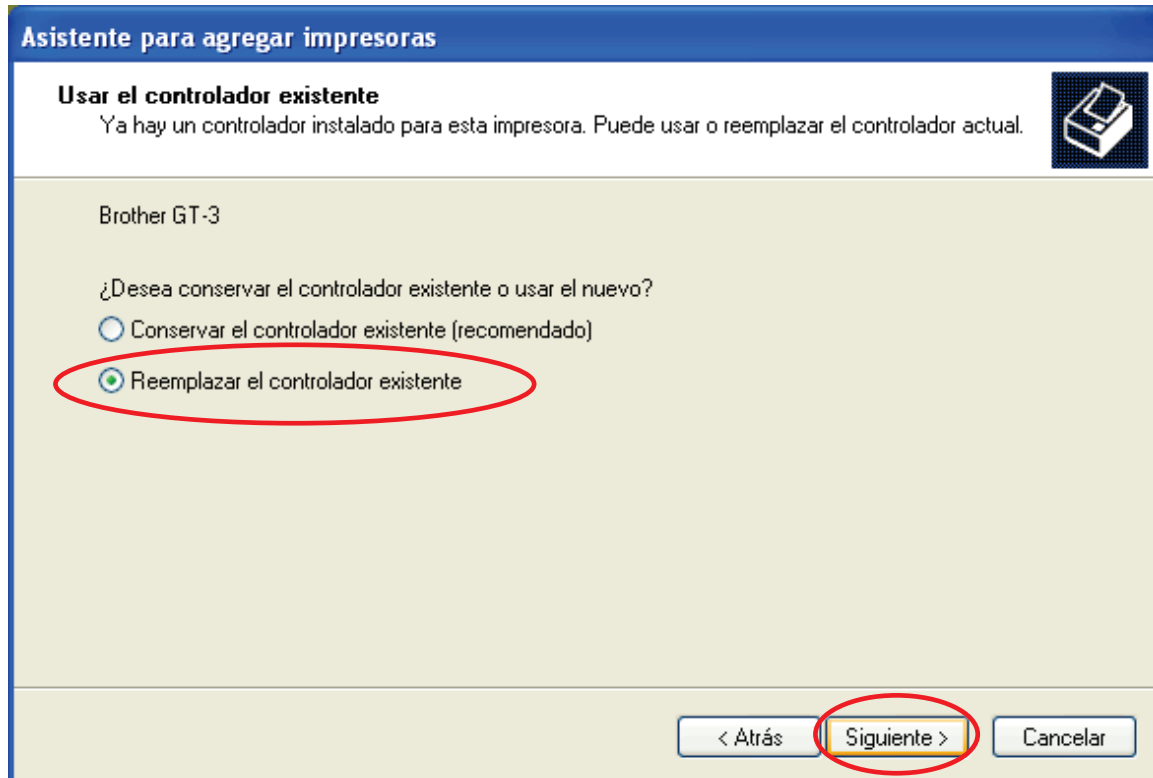 Asistente para agregar impresoras
Usar el controlador existente
Ya hay un controlador instalado para esta impresora. Puede usar o reemplazar el controlador actual.
Brother GT-3
¿Desea conservar el controlador existente o usar el nuevo?
Conservar el controlador existente (recomendado)
Reemplazar el controlador existente
< Atrás Siguiente > Cancelar